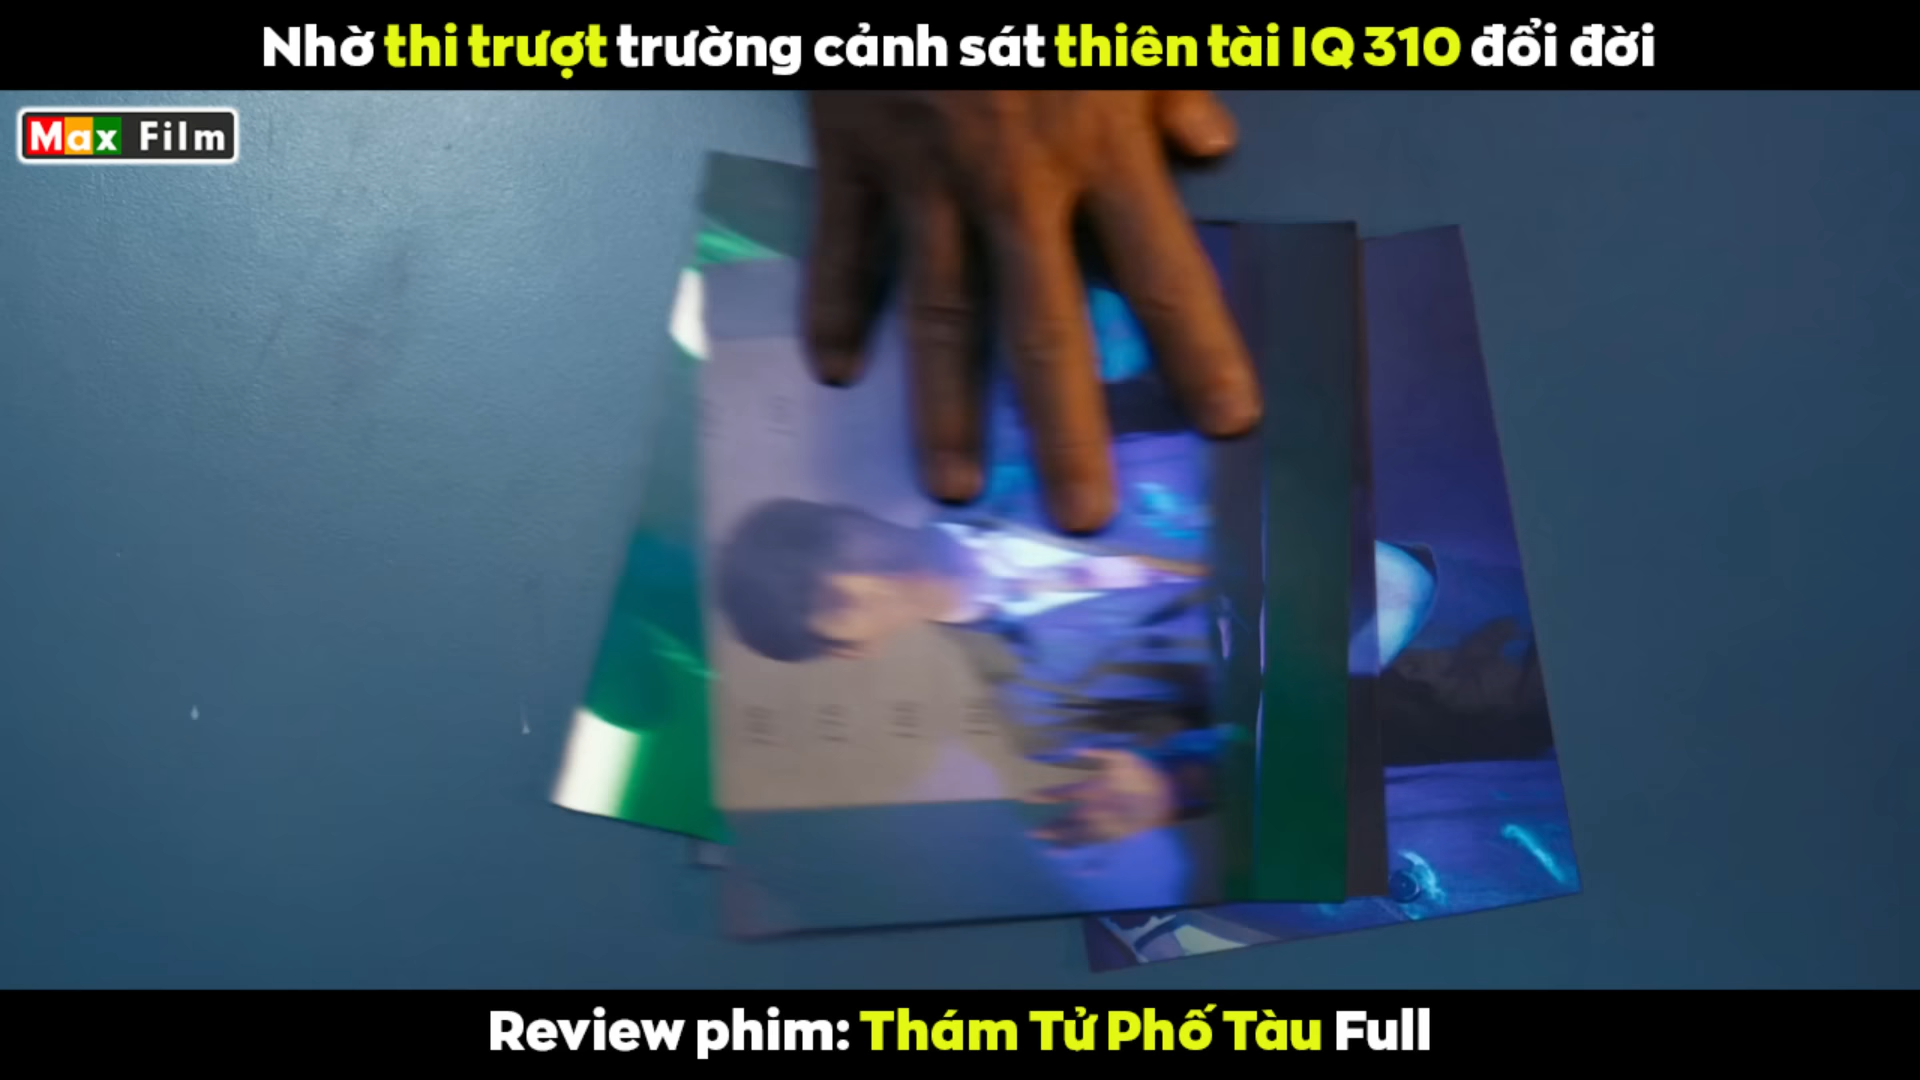 Nhờ thi trượt trường cảnh sát thiên tài IQ 310 đổi đời
Max Film
Review phim: Thám Tử Phố Tàu Full